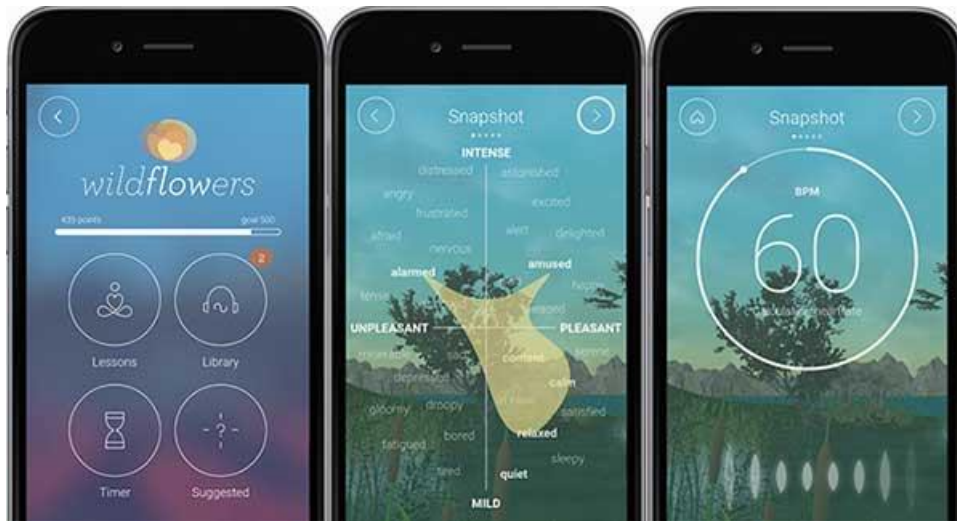 wildflowers
435 points goal 500
2
Lessons Library
Timer Suggested
Snapshot
INTENSE
distressed astonished
angry excited
frustrated
afraid alert delighted
nervous
alarmed amused
tense happy
UNPLEASANT PLEASANT
miserable sad content serene
depressed calm
gloomy droopy satisfied
relaxed
fatigued bored
tired quiet sleepy
MILD
Snapshot
BPM
60